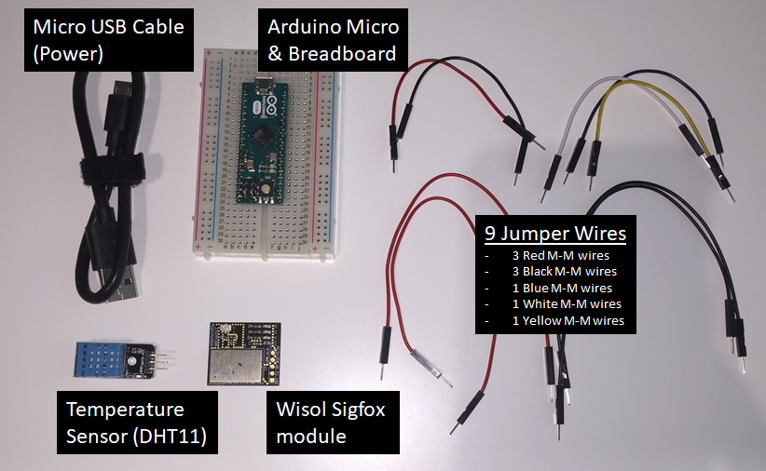 Micro USB Cable
(Power)
Arduino Micro
& Breadboard
9 Jumper Wires
- 3 Red M-M wires
- 3 Black M-M wires
- 1 Blue M-M wires
- 1 White M-M wires
- 1 Yellow M-M wires
Temperature
Sensor (DHT11)
Wisol Sigfox
module